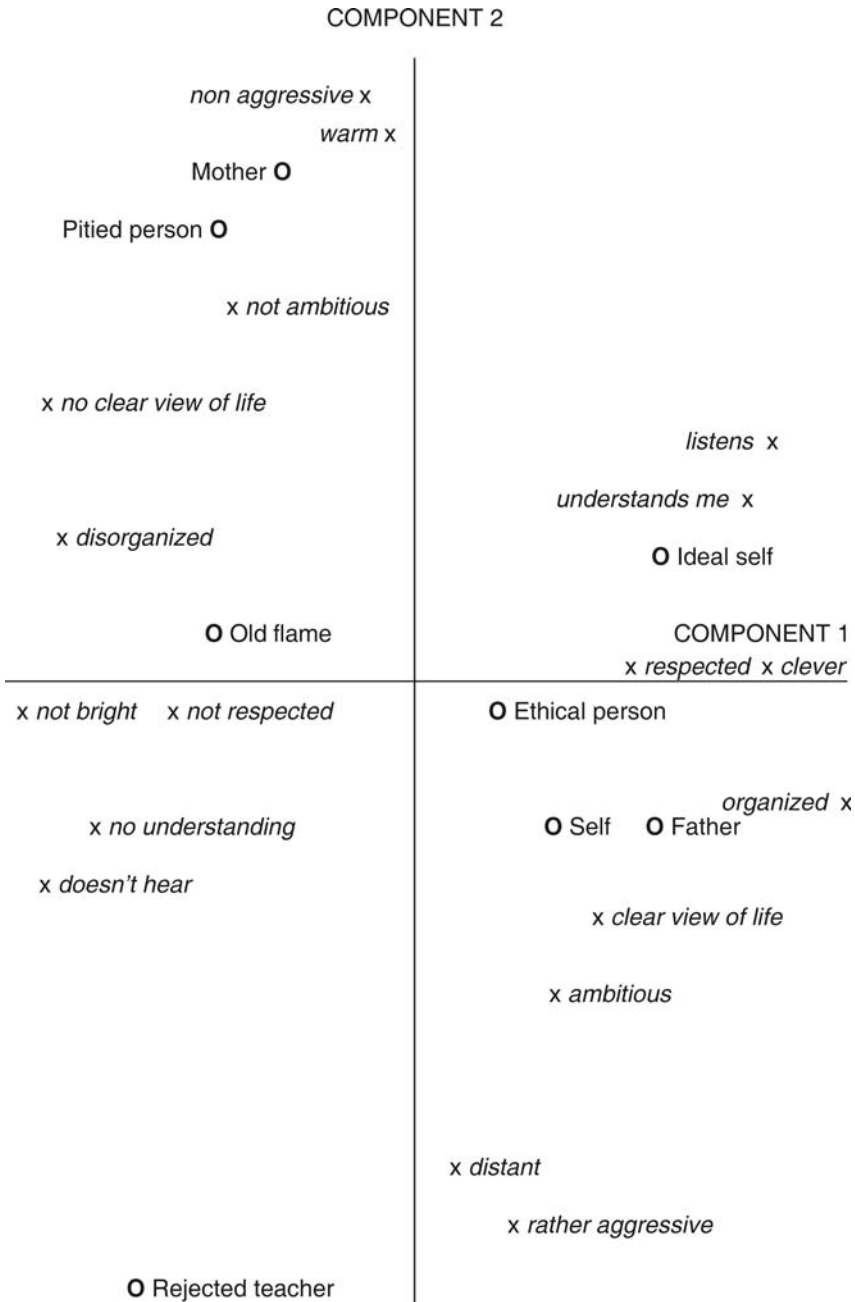 COMPONENT 2
non aggressive x
warm x
Mother O
Pitied person O
x not ambitious
x no clear view of life
listens x
understands me x
x disorganized
O Ideal self
O Old flame
COMPONENT 1
x respected x clever
x not bright x not respected
O Ethical person
organized x
x no understanding
O Self O Father
x doesn't hear
x clear view of life
x ambitious
x distant
x rather aggressive
O Rejected teacher